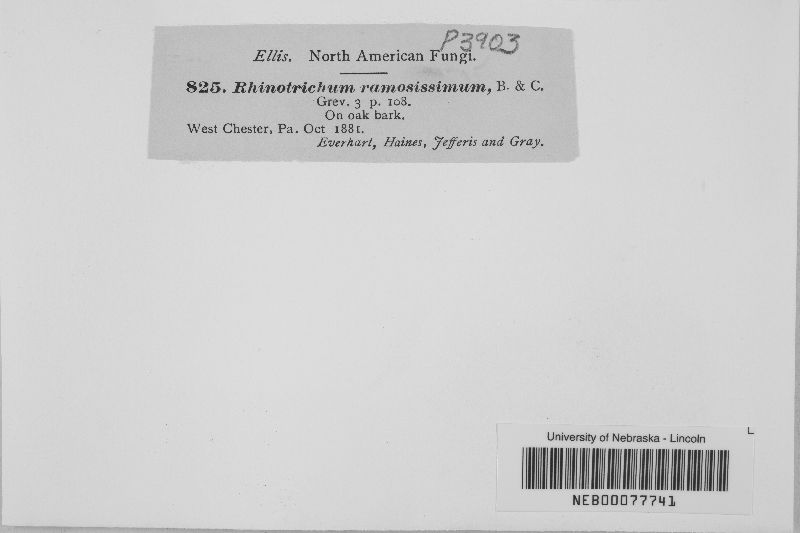 P3903
Ellis. North American Fungi.
825. Rhinotrichum ramosissimum, B. & C.
Grev. 3 p. 108.
On oak bark.
West Chester, Pa. Oct 1881.
Everhart, Haines, Jefferis and Gray.
University of Nebraska - Lincoln
NEB00077741